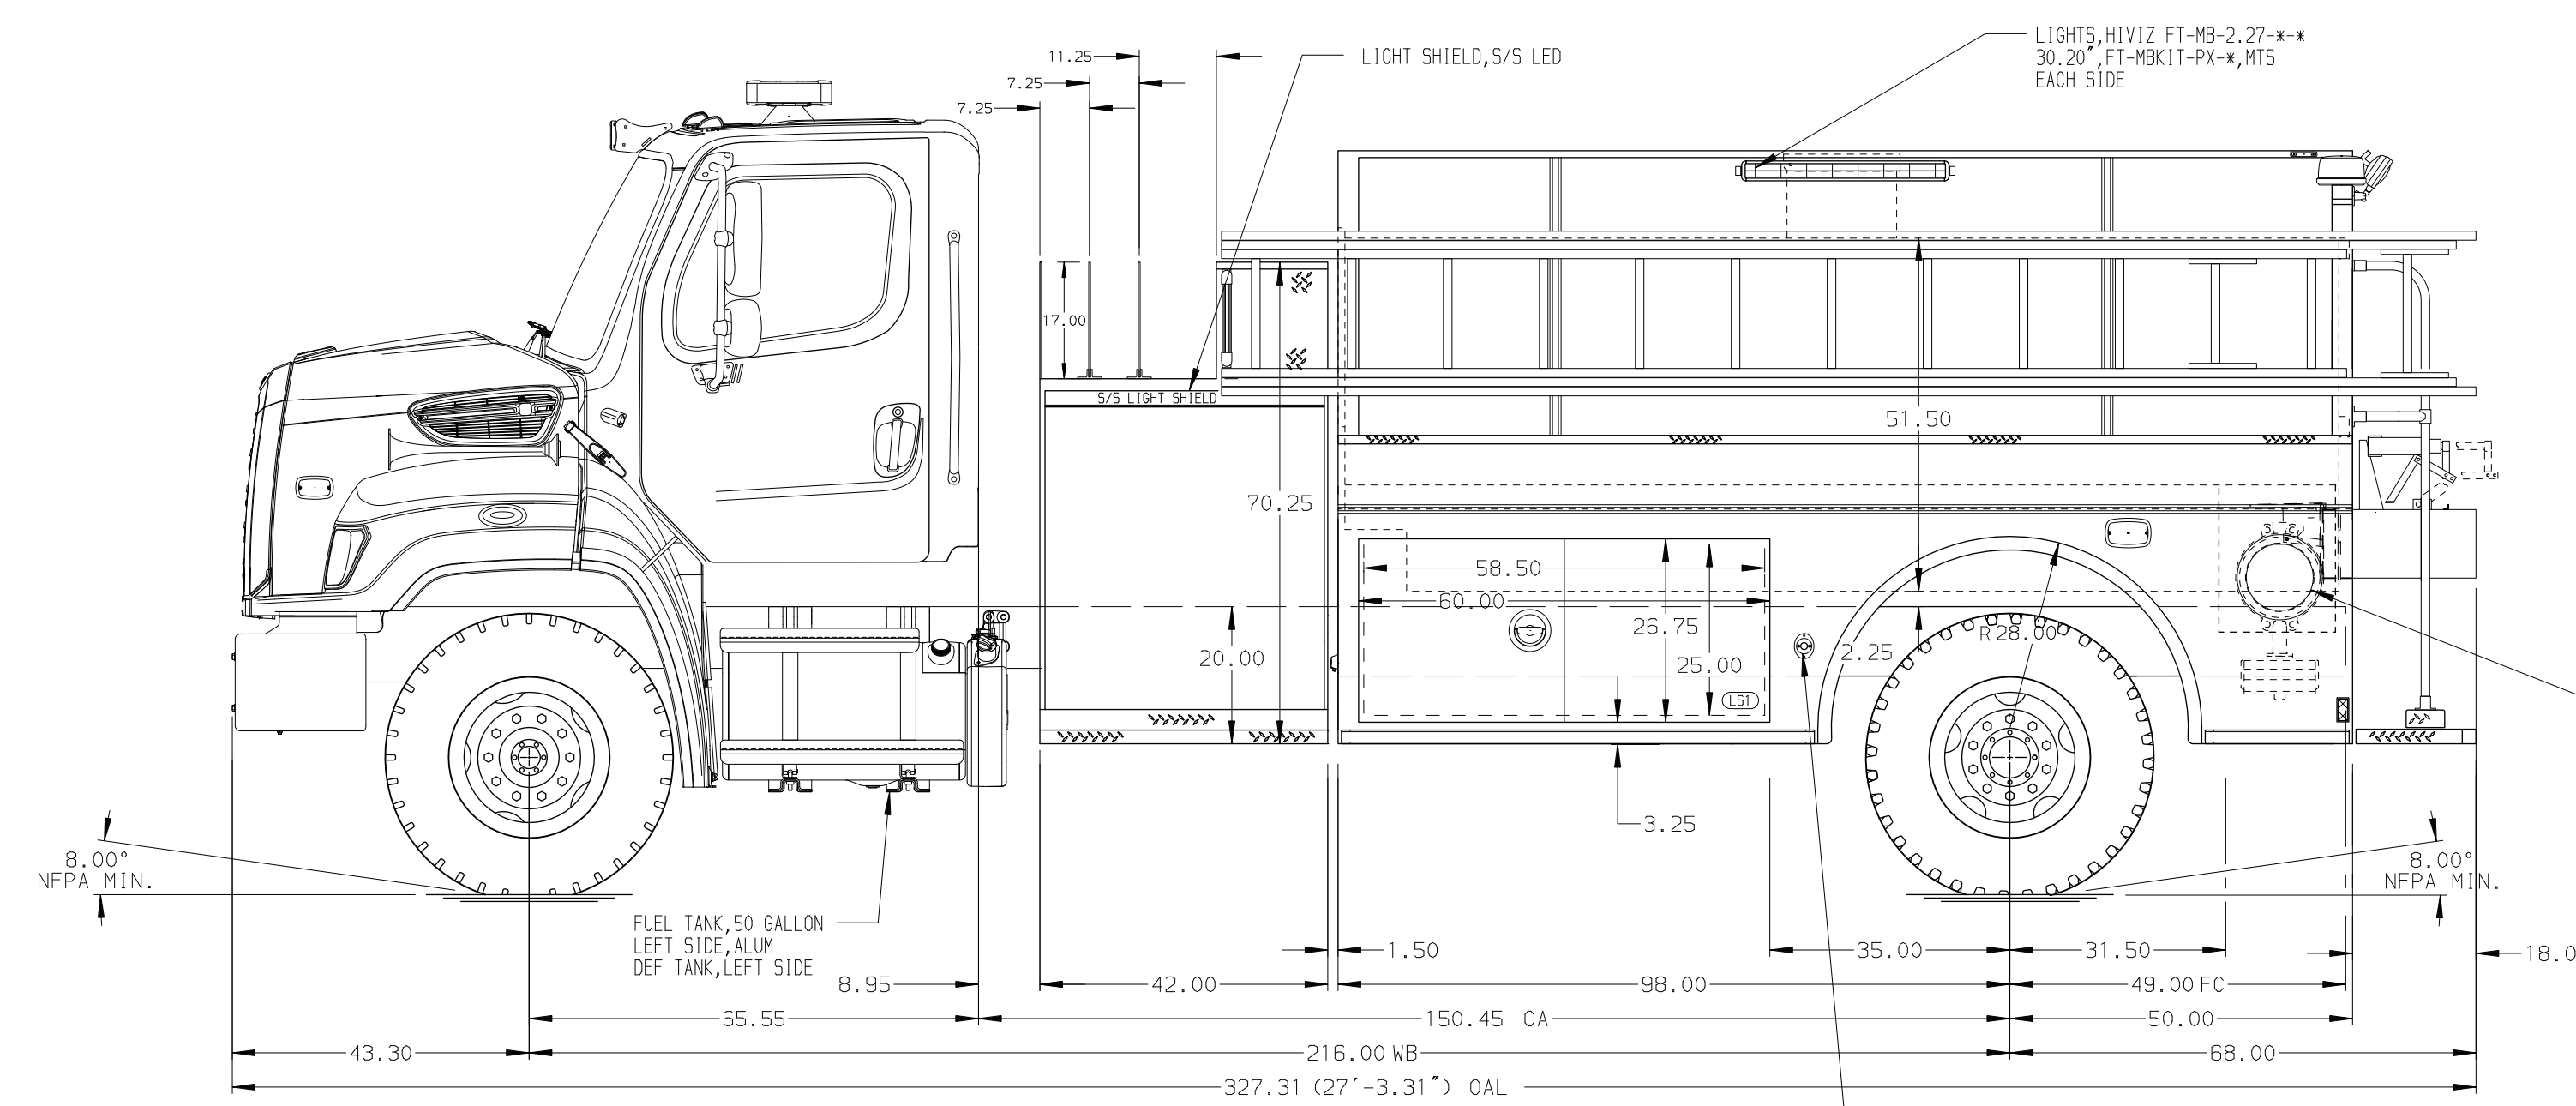 LIGHTS,HIVIZ FT-MB-2.27-*-*
30.20",FT-MBKIT-PX-*,MTS
EACH SIDE
11.25
LIGHT SHIELD,S/S LED
7.25
7.25
17.00
S/S LIGHT SHIELD
51.50
70.25
58.50
60.00
26.75
R 28.00
2.25
20.00
25.00
LS1
3.25
8.00°
NFPA MIN.
8.00°
NFPA MIN.
FUEL TANK,50 GALLON
LEFT SIDE,ALUM
DEF TANK,LEFT SIDE
1.50
35.00
31.50
18.0
8.95
42.00
98.00
49.00 FC
65.55
150.45 CA
50.00
43.30
216.00 WB
68.00
327.31 (27'-3.31") OAL